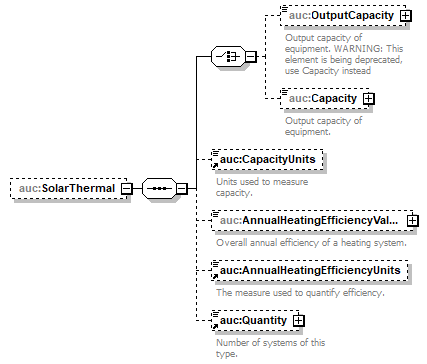 auc:OutputCapacity
Output capacity of
equipment. WARNING: This
element is being deprecated,
use Capacity instead
auc:Capacity
Output capacity of
equipment.
auc:SolarThermal
auc:CapacityUnits
Units used to measure
capacity.
auc:AnnualHeatingEfficiencyVal...
Overall annual efficiency of a heating system.
auc:AnnualHeatingEfficiencyUnits
The measure used to quantify efficiency.
auc:Quantity
Number of systems of this
type.